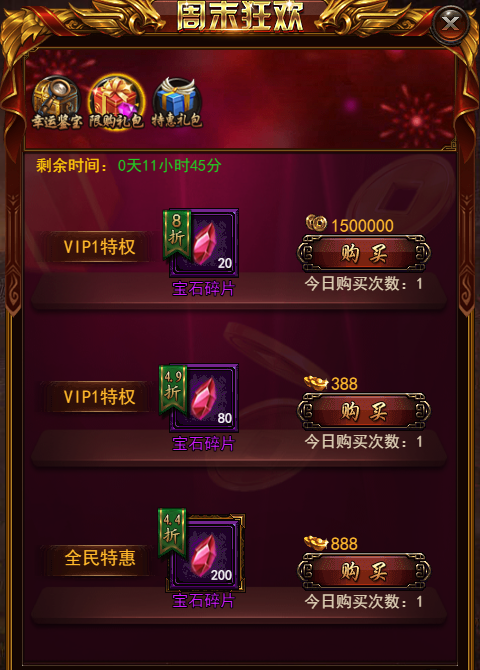 周末狂欢
幸运鉴宝 限购礼包 特惠礼包
剩余时间：0天11小时45分
8折
20
VIP1特权
宝石碎片
1500000
购买
今日购买次数：1
4.9折
80
VIP1特权
宝石碎片
388
购买
今日购买次数：1
4.4折
200
全民特惠
宝石碎片
888
购买
今日购买次数：1